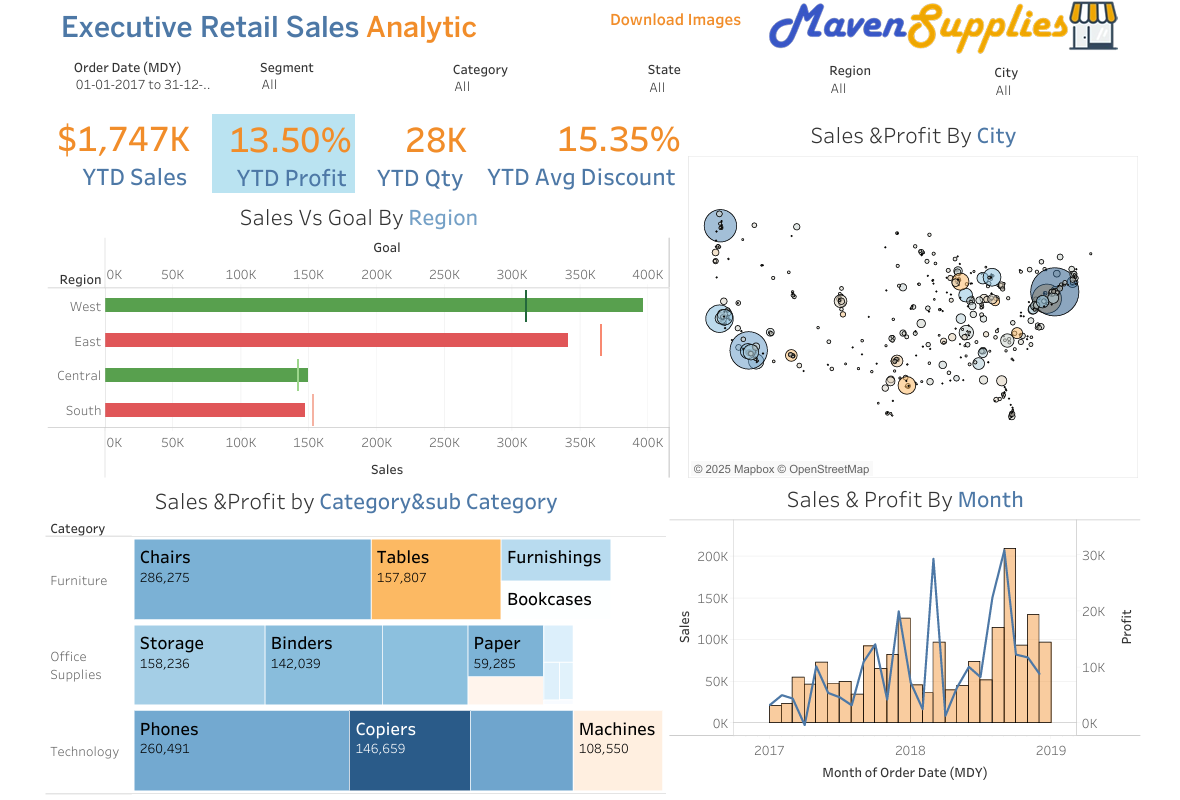 Executive Retail Sales Analytic
Download Images
MavenSupplies
Order Date (MDY)
01-01-2017 to 31-12-..
Segment
All
Category
All
State
All
Region
All
City
All
$1,747K
YTD Sales
13.50%
YTD Profit
28K
YTD Qty
15.35%
YTD Avg Discount
Sales Vs Goal By Region
Goal
Region
0K 50K 100K 150K 200K 250K 300K 350K 400K
West
East
Central
South
0K 50K 100K 150K 200K 250K 300K 350K 400K
Sales
Sales &Profit By City
© 2025 Mapbox © OpenStreetMap
Sales &Profit by Category&sub Category
Category
Furniture
Chairs
286,275
Tables
157,807
Furnishings
Bookcases
Office
Supplies
Storage
158,236
Binders
142,039
Paper
59,285
Technology
Phones
260,491
Copiers
146,659
Machines
108,550
Sales & Profit By Month
Sales
200K
150K
100K
50K
0K
30K
20K
10K
0K
Profit
2017 2018 2019
Month of Order Date (MDY)